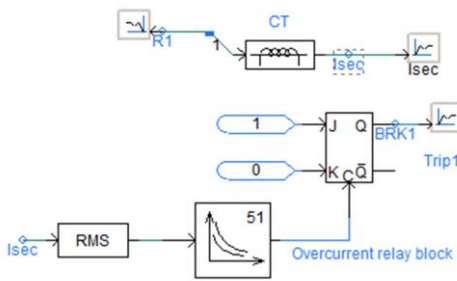 CT
R1
1
Isec
Isec
1
J
Q
BRK1
Trip1
0
K
C
Q̅
51
Isec
RMS
Overcurrent relay block